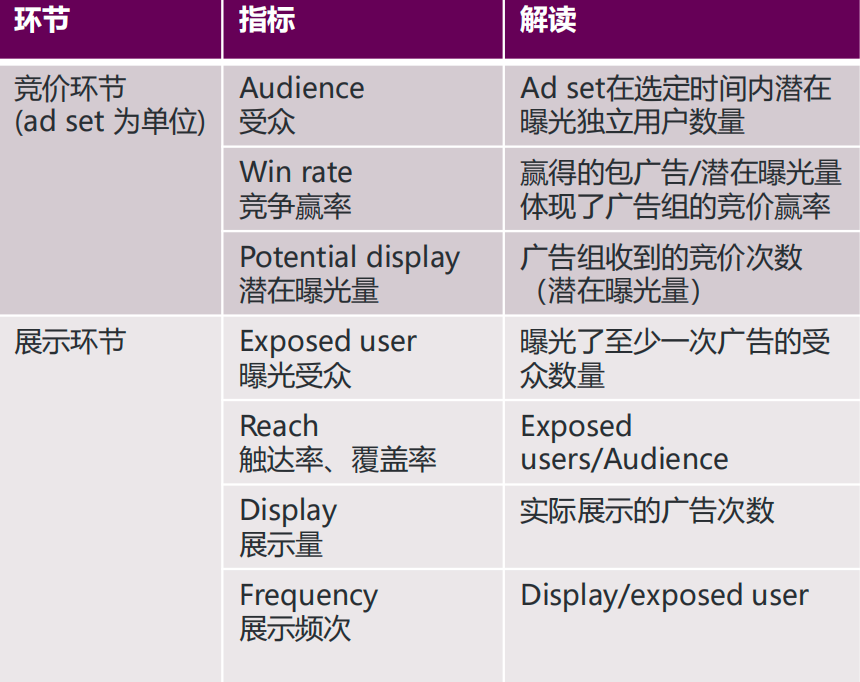 环节
指标
解读
竞价环节
(ad set 为单位)
Audience
受众
Ad set在选定时间内潜在
曝光独立用户数量
Win rate
竞争赢率
赢得的包广告/潜在曝光量
体现了广告组的竞价赢率
Potential display
潜在曝光量
广告组收到的竞价次数
（潜在曝光量）
展示环节
Exposed user
曝光受众
曝光了至少一次广告的受
众数量
Reach
触达率、覆盖率
Exposed
users/Audience
Display
展示量
实际展示的广告次数
Frequency
展示频次
Display/exposed user